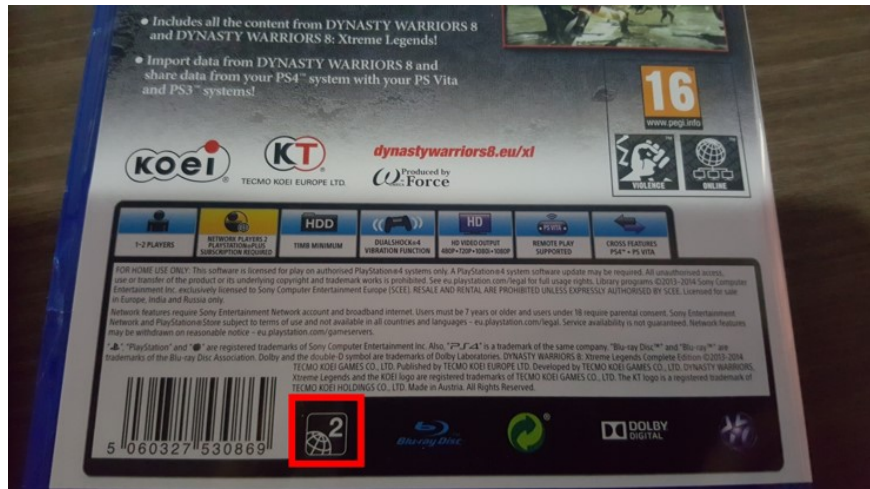 • Includes all the content from DYNASTY WARRIORS 8
and DYNASTY WARRIORS 8: Xtreme Legends!
• Import data from DYNASTY WARRIORS 8 and
share data from your PS4™ system with your PS Vita
and PS3™ systems!
16
www.pegi.info
KOEI
KT
TECMO KOEI EUROPE LTD.
dynastywarriors8.eu/xl
Produced by
ω-Force
VIOLENCE
ONLINE
HDD
HD
PS VITA
1-2 PLAYERS
NETWORK PLAYERS 2
PLAYSTATION®PLUS
SUBSCRIPTION REQUIRED
MINIMUM
DUALSHOCK®4
VIBRATION FUNCTION
HD VIDEO OUTPUT
480P•720P•1080i•1080P
REMOTE PLAY
SUPPORTED
CROSS FEATURES
PS4™ • PS VITA
FOR HOME USE ONLY: This software is licensed for play on authorised PlayStation®4 systems only. A PlayStation®4 system software update may be required. All unauthorised access,
use or transfer of the product or its underlying copyright and trademark works is prohibited. See eu.playstation.com/legal for full usage rights. Library programs ©2013-2014 Sony Computer
Entertainment Inc. exclusively licensed to Sony Computer Entertainment Europe (SCEE). RESALE AND RENTAL ARE PROHIBITED UNLESS EXPRESSLY AUTHORISED BY SCEE. Licensed for sale
in Europe, India and Russia only.
Network features require Sony Entertainment Network account and broadband internet. Users must be 7 years or older and users under 18 require parental consent. Sony Entertainment
Network and PlayStation®Store subject to terms of use and not available in all countries and languages – eu.playstation.com/legal. Service availability is not guaranteed. Network features
may be withdrawn on reasonable notice – eu.playstation.com/gameservers.
"PlayStation" and are registered trademarks of Sony Computer Entertainment Inc. Also, "PS4" is a trademark of the same company. "Blu-ray Disc™" and "Blu-ray™" are
trademarks of the Blu-ray Disc Association. Dolby and the double-D symbol are trademarks of Dolby Laboratories. DYNASTY WARRIORS 8: Xtreme Legends Complete Edition ©2013-2014
TECMO KOEI GAMES CO., LTD. Published by TECMO KOEI EUROPE LTD. Developed by TECMO KOEI GAMES CO., LTD. DYNASTY WARRIORS,
Xtreme Legends and the KOEI logo are registered trademarks of TECMO KOEI GAMES CO., LTD. The KT logo is a registered trademark of
TECMO KOEI HOLDINGS CO., LTD. Made in Austria. All Rights Reserved.
5 060327 530869
2
Blu-ray Disc
DOLBY
DIGITAL